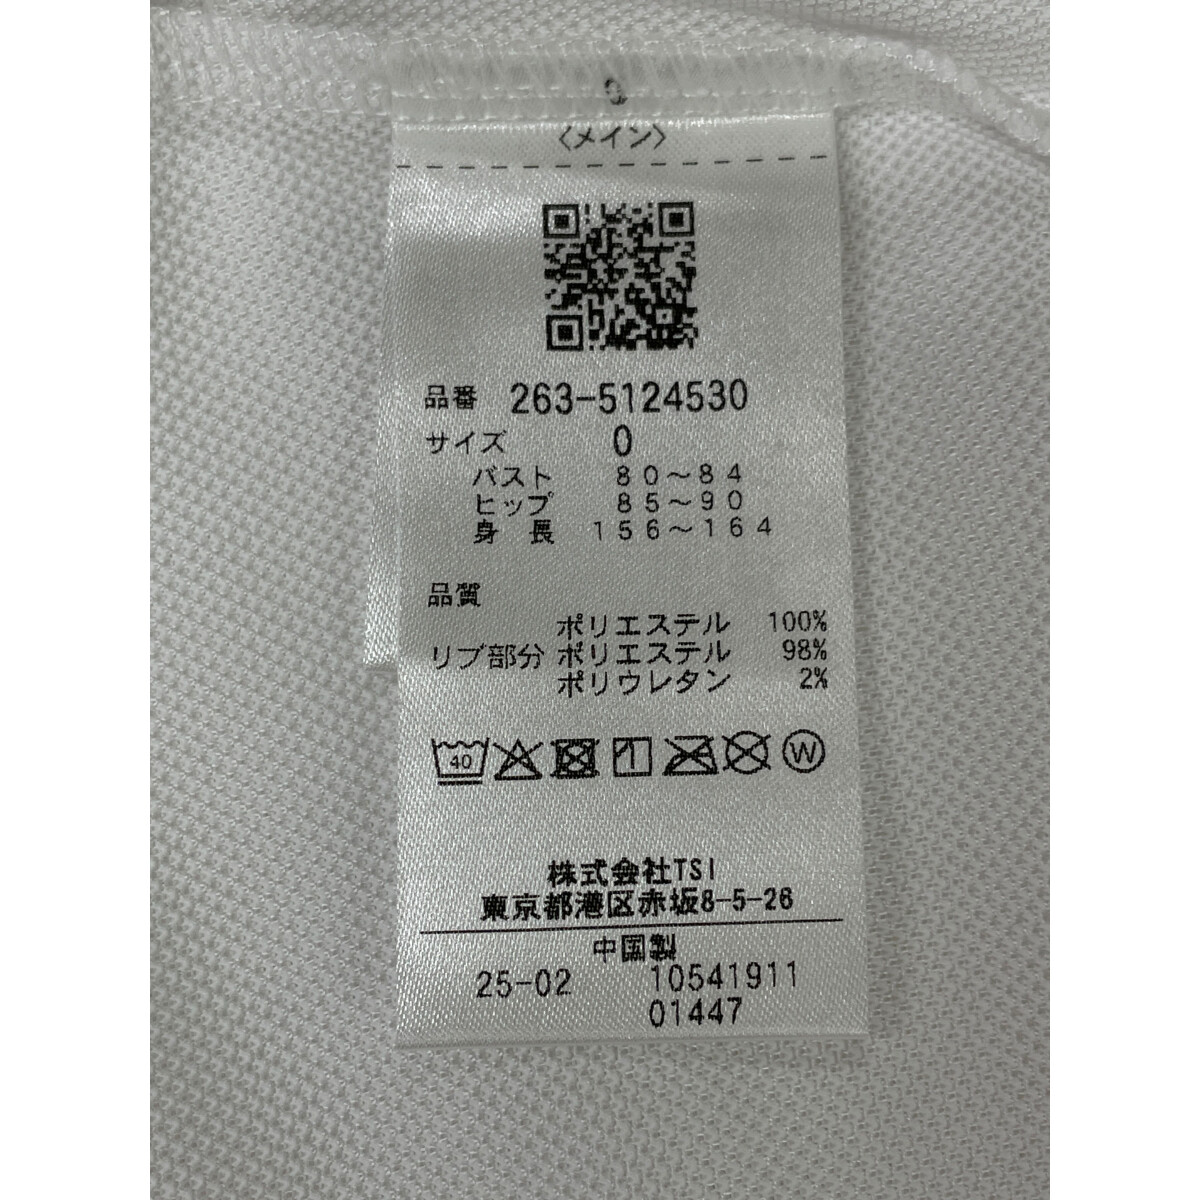 〈メイン〉
品番 263-5124530
サイズ 0
バスト 80～84
ヒップ 85～90
身長 156～164
品質
ポリエステル 100%
リブ部分 ポリエステル 98%
ポリウレタン 2%
40 W
株式会社TSI
東京都港区赤坂8-5-26
中国製
25-02 10541911
01447